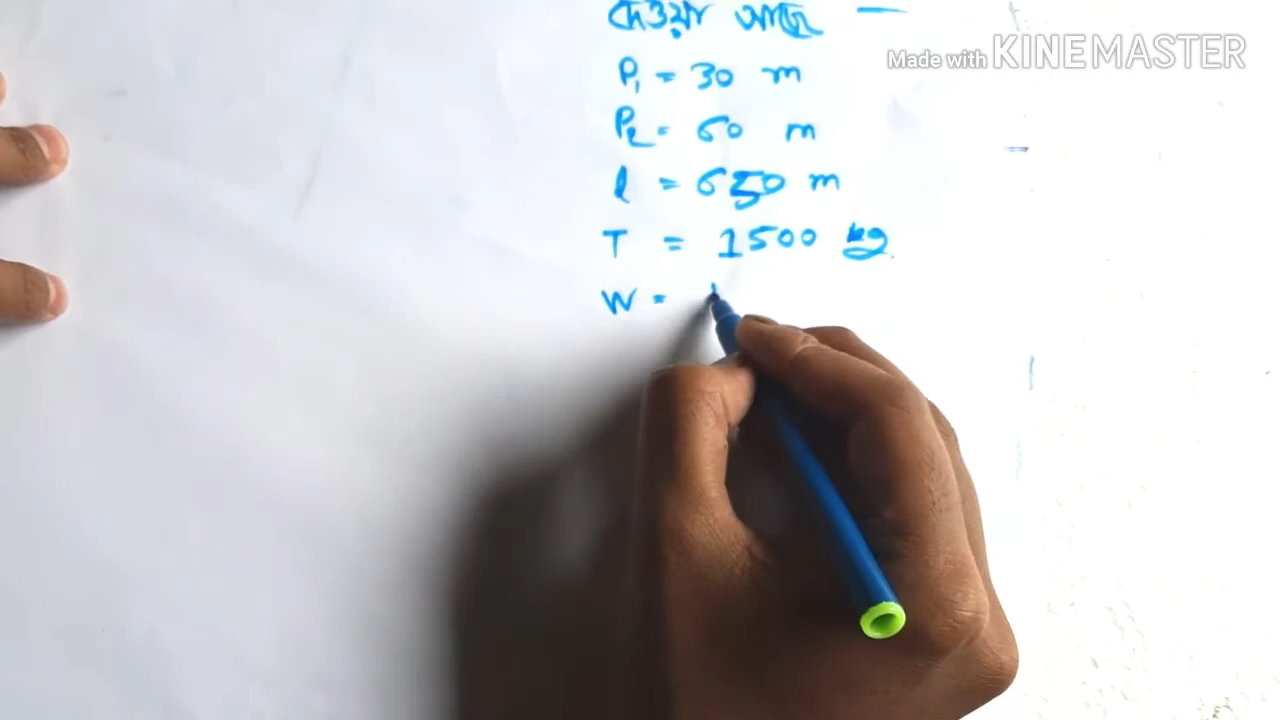 দেওয়া আছে —
Made with KINEMASTER
P₁ = 30 m
P₂ = 60 m
l = 650 m
T = 1500 kg.
W =